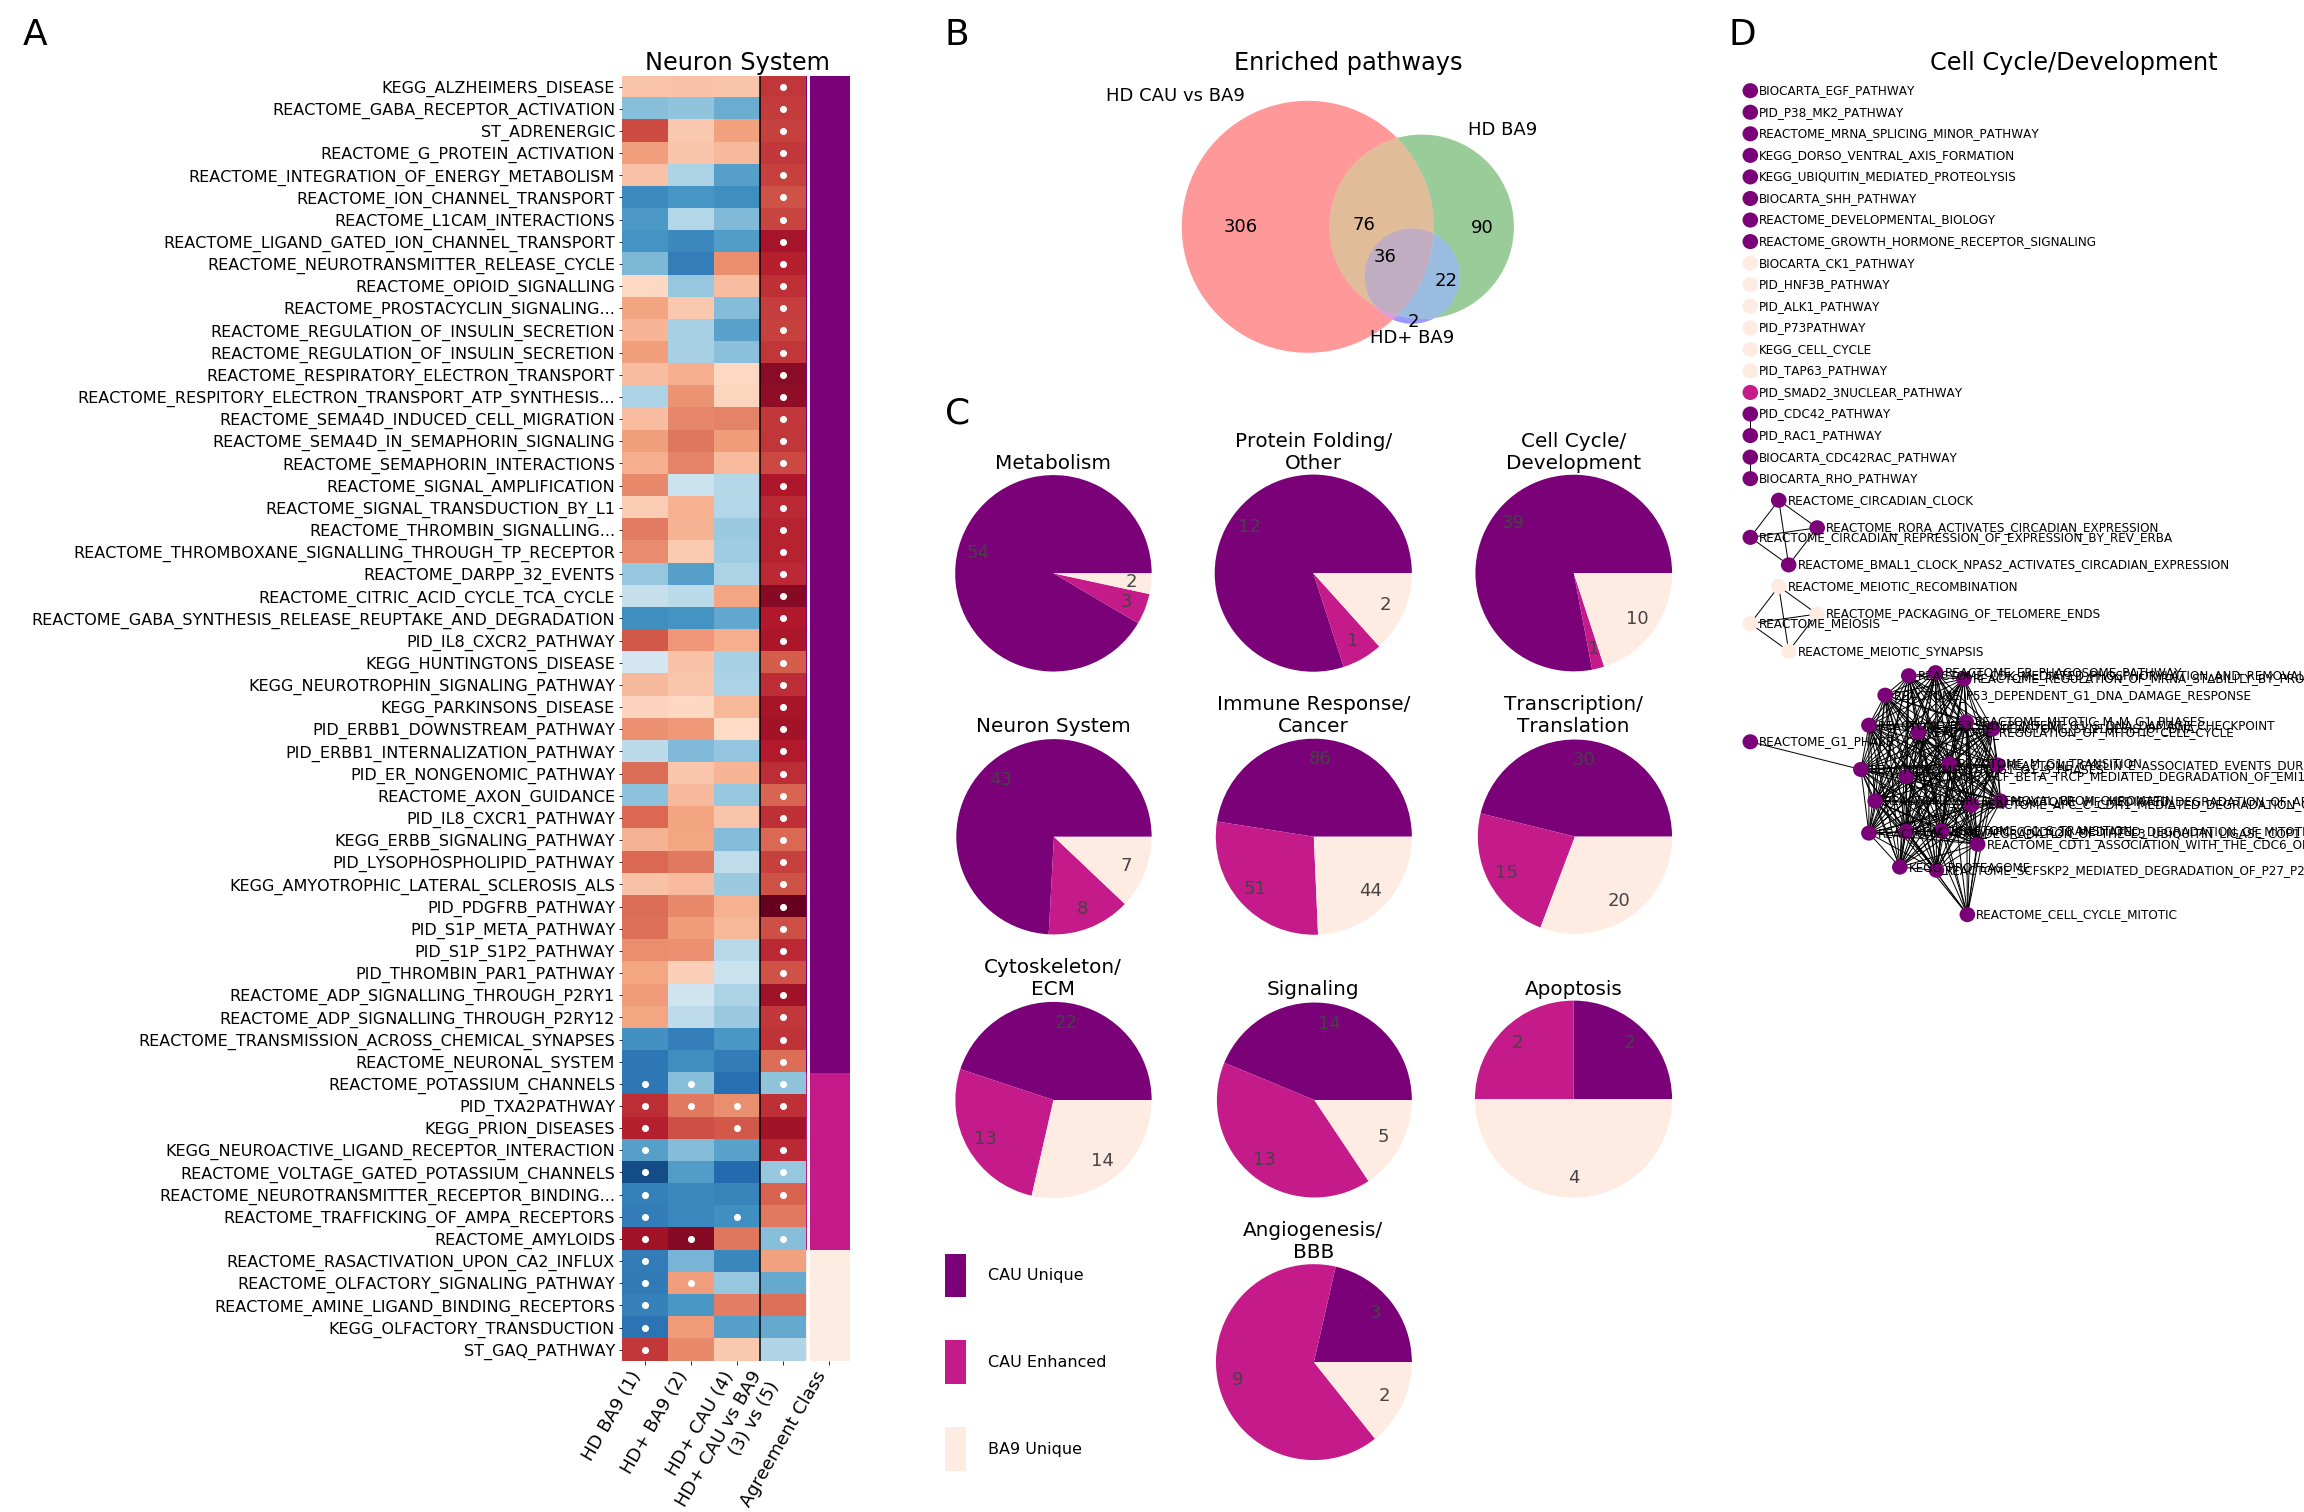 A
Neuron System
KEGG_ALZHEIMERS_DISEASE
REACTOME_GABA_RECEPTOR_ACTIVATION
ST_ADRENERGIC
REACTOME_G_PROTEIN_ACTIVATION
REACTOME_INTEGRATION_OF_ENERGY_METABOLISM
REACTOME_ION_CHANNEL_TRANSPORT
REACTOME_L1CAM_INTERACTIONS
REACTOME_LIGAND_GATED_ION_CHANNEL_TRANSPORT
REACTOME_NEUROTRANSMITTER_RELEASE_CYCLE
REACTOME_OPIOID_SIGNALLING
REACTOME_PROSTACYCLIN_SIGNALING...
REACTOME_REGULATION_OF_INSULIN_SECRETION
REACTOME_REGULATION_OF_INSULIN_SECRETION
REACTOME_RESPIRATORY_ELECTRON_TRANSPORT
REACTOME_RESPITORY_ELECTRON_TRANSPORT_ATP_SYNTHESIS...
REACTOME_SEMA4D_INDUCED_CELL_MIGRATION
REACTOME_SEMA4D_IN_SEMAPHORIN_SIGNALING
REACTOME_SEMAPHORIN_INTERACTIONS
REACTOME_SIGNAL_AMPLIFICATION
REACTOME_SIGNAL_TRANSDUCTION_BY_L1
REACTOME_THROMBIN_SIGNALLING...
REACTOME_THROMBOXANE_SIGNALLING_THROUGH_TP_RECEPTOR
REACTOME_DARPP_32_EVENTS
REACTOME_CITRIC_ACID_CYCLE_TCA_CYCLE
REACTOME_GABA_SYNTHESIS_RELEASE_REUPTAKE_AND_DEGRADATION
PID_IL8_CXCR2_PATHWAY
KEGG_HUNTINGTONS_DISEASE
KEGG_NEUROTROPHIN_SIGNALING_PATHWAY
KEGG_PARKINSONS_DISEASE
PID_ERBB1_DOWNSTREAM_PATHWAY
PID_ERBB1_INTERNALIZATION_PATHWAY
PID_ER_NONGENOMIC_PATHWAY
REACTOME_AXON_GUIDANCE
PID_IL8_CXCR1_PATHWAY
KEGG_ERBB_SIGNALING_PATHWAY
PID_LYSOPHOSPHOLIPID_PATHWAY
KEGG_AMYOTROPHIC_LATERAL_SCLEROSIS_ALS
PID_PDGFRB_PATHWAY
PID_S1P_META_PATHWAY
PID_S1P_S1P2_PATHWAY
PID_THROMBIN_PAR1_PATHWAY
REACTOME_ADP_SIGNALLING_THROUGH_P2RY1
REACTOME_ADP_SIGNALLING_THROUGH_P2RY12
REACTOME_TRANSMISSION_ACROSS_CHEMICAL_SYNAPSES
REACTOME_NEURONAL_SYSTEM
REACTOME_POTASSIUM_CHANNELS
PID_TXA2PATHWAY
KEGG_PRION_DISEASES
KEGG_NEUROACTIVE_LIGAND_RECEPTOR_INTERACTION
REACTOME_VOLTAGE_GATED_POTASSIUM_CHANNELS
REACTOME_NEUROTRANSMITTER_RECEPTOR_BINDING...
REACTOME_TRAFFICKING_OF_AMPA_RECEPTORS
REACTOME_AMYLOIDS
REACTOME_RASACTIVATION_UPON_CA2_INFLUX
REACTOME_OLFACTORY_SIGNALING_PATHWAY
REACTOME_AMINE_LIGAND_BINDING_RECEPTORS
KEGG_OLFACTORY_TRANSDUCTION
ST_GAQ_PATHWAY
HD BA9 (1)
HD+ BA9 (2)
HD+ CAU (4)
HD+ CAU vs BA9
(3) vs (5)
Agreement Class
B
Enriched pathways
HD CAU vs BA9
HD BA9
306
76
90
36
22
2
HD+ BA9
C
Metabolism
54
2
3
Protein Folding/
Other
12
2
1
Cell Cycle/
Development
39
10
1
Neuron System
43
7
8
Immune Response/
Cancer
86
51
44
Transcription/
Translation
30
15
20
Cytoskeleton/
ECM
22
13
14
Signaling
14
13
5
Apoptosis
2
2
4
Angiogenesis/
BBB
3
9
2
CAU Unique
CAU Enhanced
BA9 Unique
D
Cell Cycle/Development
BIOCARTA_EGF_PATHWAY
PID_P38_MK2_PATHWAY
REACTOME_MRNA_SPLICING_MINOR_PATHWAY
KEGG_DORSO_VENTRAL_AXIS_FORMATION
KEGG_UBIQUITIN_MEDIATED_PROTEOLYSIS
BIOCARTA_SHH_PATHWAY
REACTOME_DEVELOPMENTAL_BIOLOGY
REACTOME_GROWTH_HORMONE_RECEPTOR_SIGNALING
BIOCARTA_CK1_PATHWAY
PID_HNF3B_PATHWAY
PID_ALK1_PATHWAY
PID_P73PATHWAY
KEGG_CELL_CYCLE
PID_TAP63_PATHWAY
PID_SMAD2_3NUCLEAR_PATHWAY
PID_CDC42_PATHWAY
PID_RAC1_PATHWAY
BIOCARTA_CDC42RAC_PATHWAY
BIOCARTA_RHO_PATHWAY
REACTOME_CIRCADIAN_CLOCK
REACTOME_RORA_ACTIVATES_CIRCADIAN_EXPRESSION
REACTOME_CIRCADIAN_REPRESSION_OF_EXPRESSION_BY_REV_ERBA
REACTOME_BMAL1_CLOCK_NPAS2_ACTIVATES_CIRCADIAN_EXPRESSION
REACTOME_MEIOTIC_RECOMBINATION
REACTOME_PACKAGING_OF_TELOMERE_ENDS
REACTOME_MEIOSIS
REACTOME_MEIOTIC_SYNAPSIS
REACTOME_ER_PHAGOSOME_PATHWAY
REACTOME_REGULATION_OF_MRNA_STABILITY_BY_PRO
REACTOME_MITOTIC_M_M_G1_PHASES
REACTOME_G1_PH
REACTOME_M_G1_TRANSITION
REACTOME_CDT1_ASSOCIATION_WITH_THE_CDC6_O
KEGG_PROTEASOME
REACTOME_SCFSKP2_MEDIATED_DEGRADATION_OF_P27_P2
REACTOME_CELL_CYCLE_MITOTIC